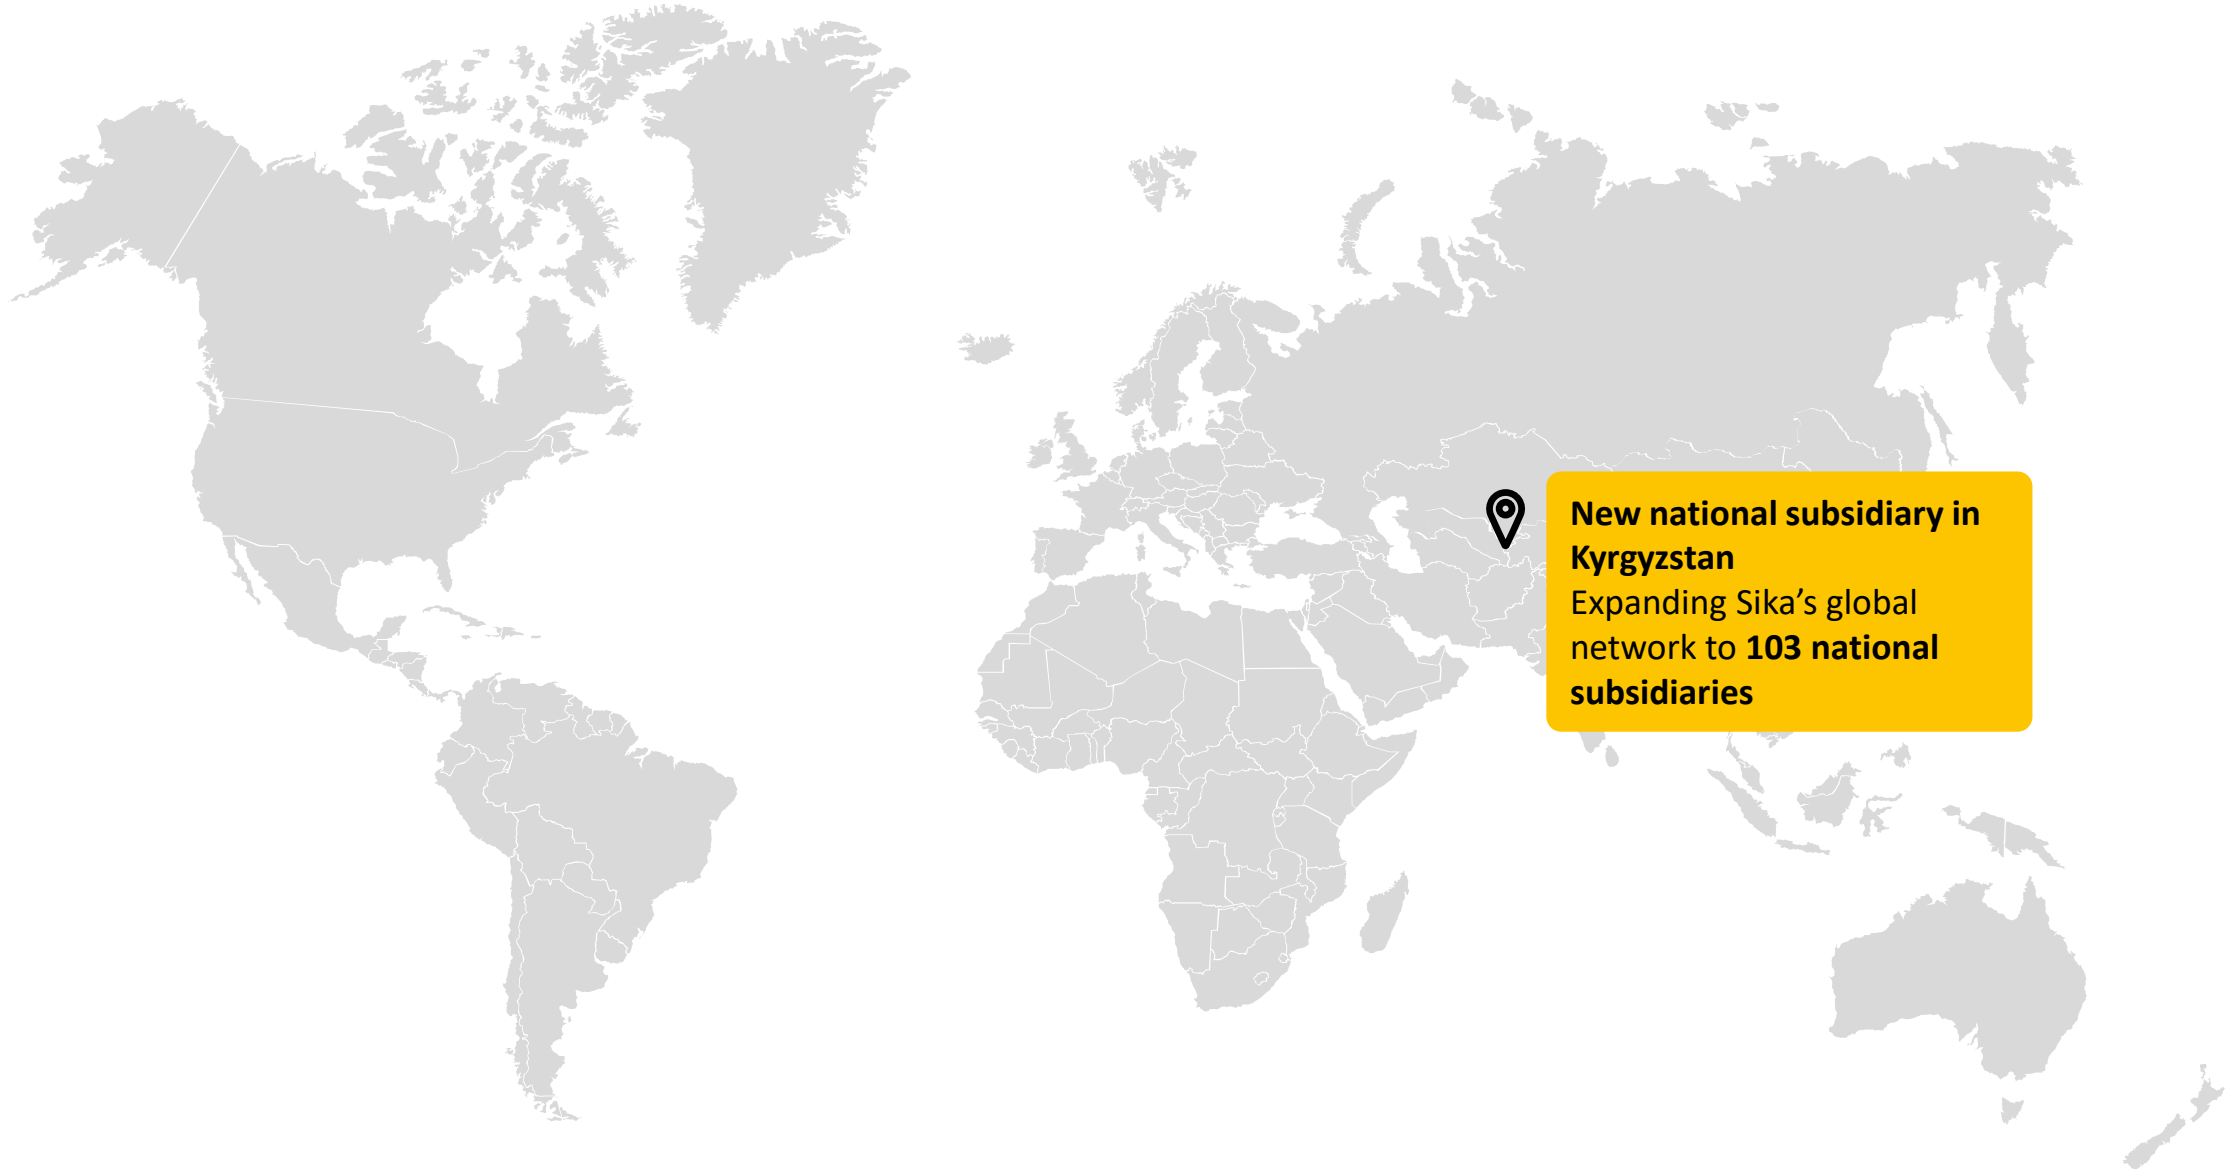 New national subsidiary in
Kyrgyzstan
Expanding Sika’s global
network to 103 national
subsidiaries